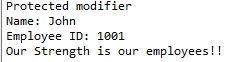 Protected modifier
Name: John
Employee ID: 1001
Our Strength is our employees!!